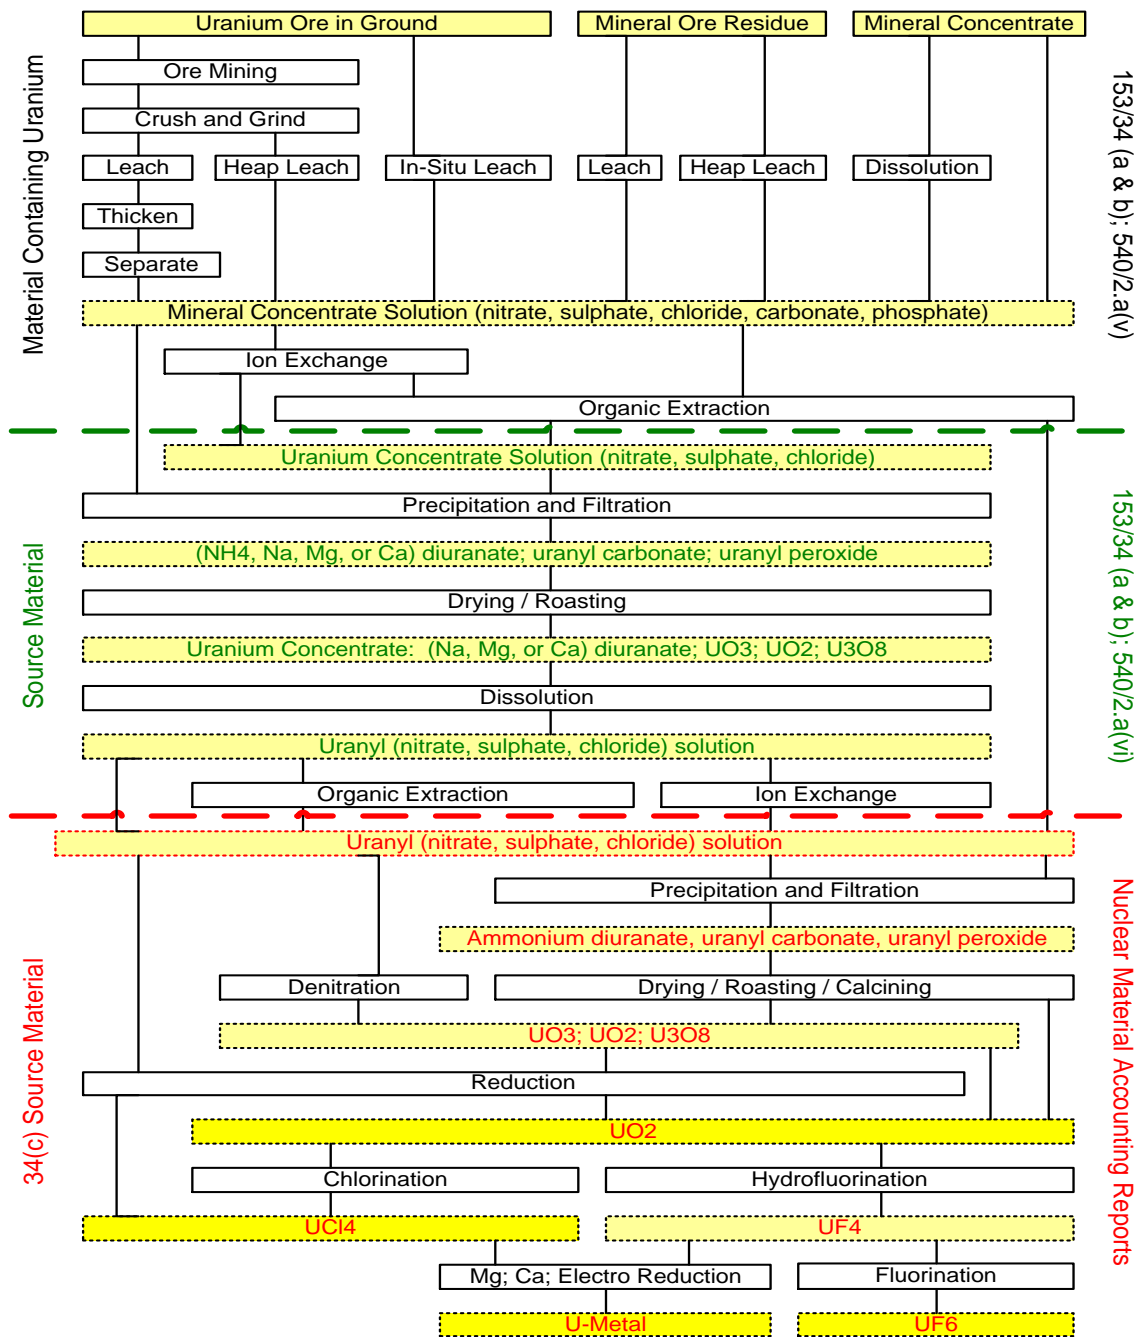 Uranium Ore in Ground
Mineral Ore Residue
Mineral Concentrate
Ore Mining
Crush and Grind
Leach
Heap Leach
In-Situ Leach
Leach
Heap Leach
Dissolution
Thicken
Separate
Mineral Concentrate Solution (nitrate, sulphate, chloride, carbonate, phosphate)
Ion Exchange
Organic Extraction
Material Containing Uranium
153/34 (a & b); 540/2.a(v)
Uranium Concentrate Solution (nitrate, sulphate, chloride)
Precipitation and Filtration
(NH4, Na, Mg, or Ca) diuranate; uranyl carbonate; uranyl peroxide
Drying / Roasting
Uranium Concentrate: (Na, Mg, or Ca) diuranate; UO3; UO2; U3O8
Dissolution
Uranyl (nitrate, sulphate, chloride) solution
Organic Extraction
Ion Exchange
Source Material
153/34 (a & b); 540/2.a(vi)
Uranyl (nitrate, sulphate, chloride) solution
Precipitation and Filtration
Ammonium diuranate, uranyl carbonate, uranyl peroxide
Denitration
Drying / Roasting / Calcining
UO3; UO2; U3O8
Reduction
UO2
Chlorination
Hydrofluorination
UCl4
UF4
Mg; Ca; Electro Reduction
Fluorination
U-Metal
UF6
34(c) Source Material
Nuclear Material Accounting Reports